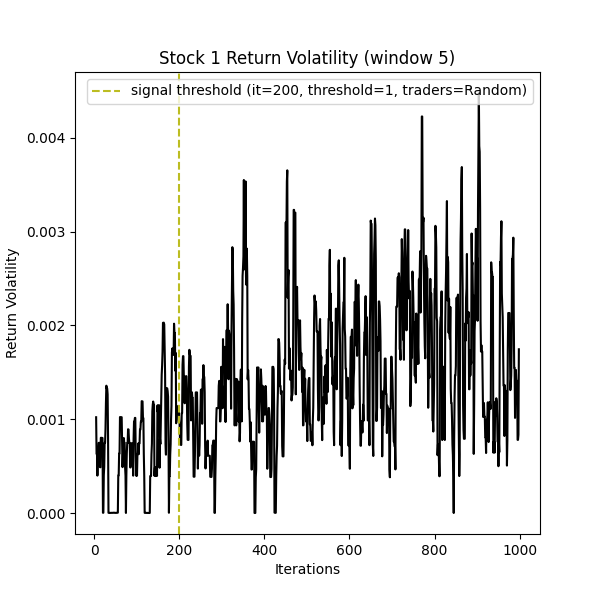 Stock 1 Return Volatility (window 5)
signal threshold (it=200, threshold=1, traders=Random)
0.004
0.003
0.002
0.001
0.000
Return Volatility
0 200 400 600 800 1000
Iterations